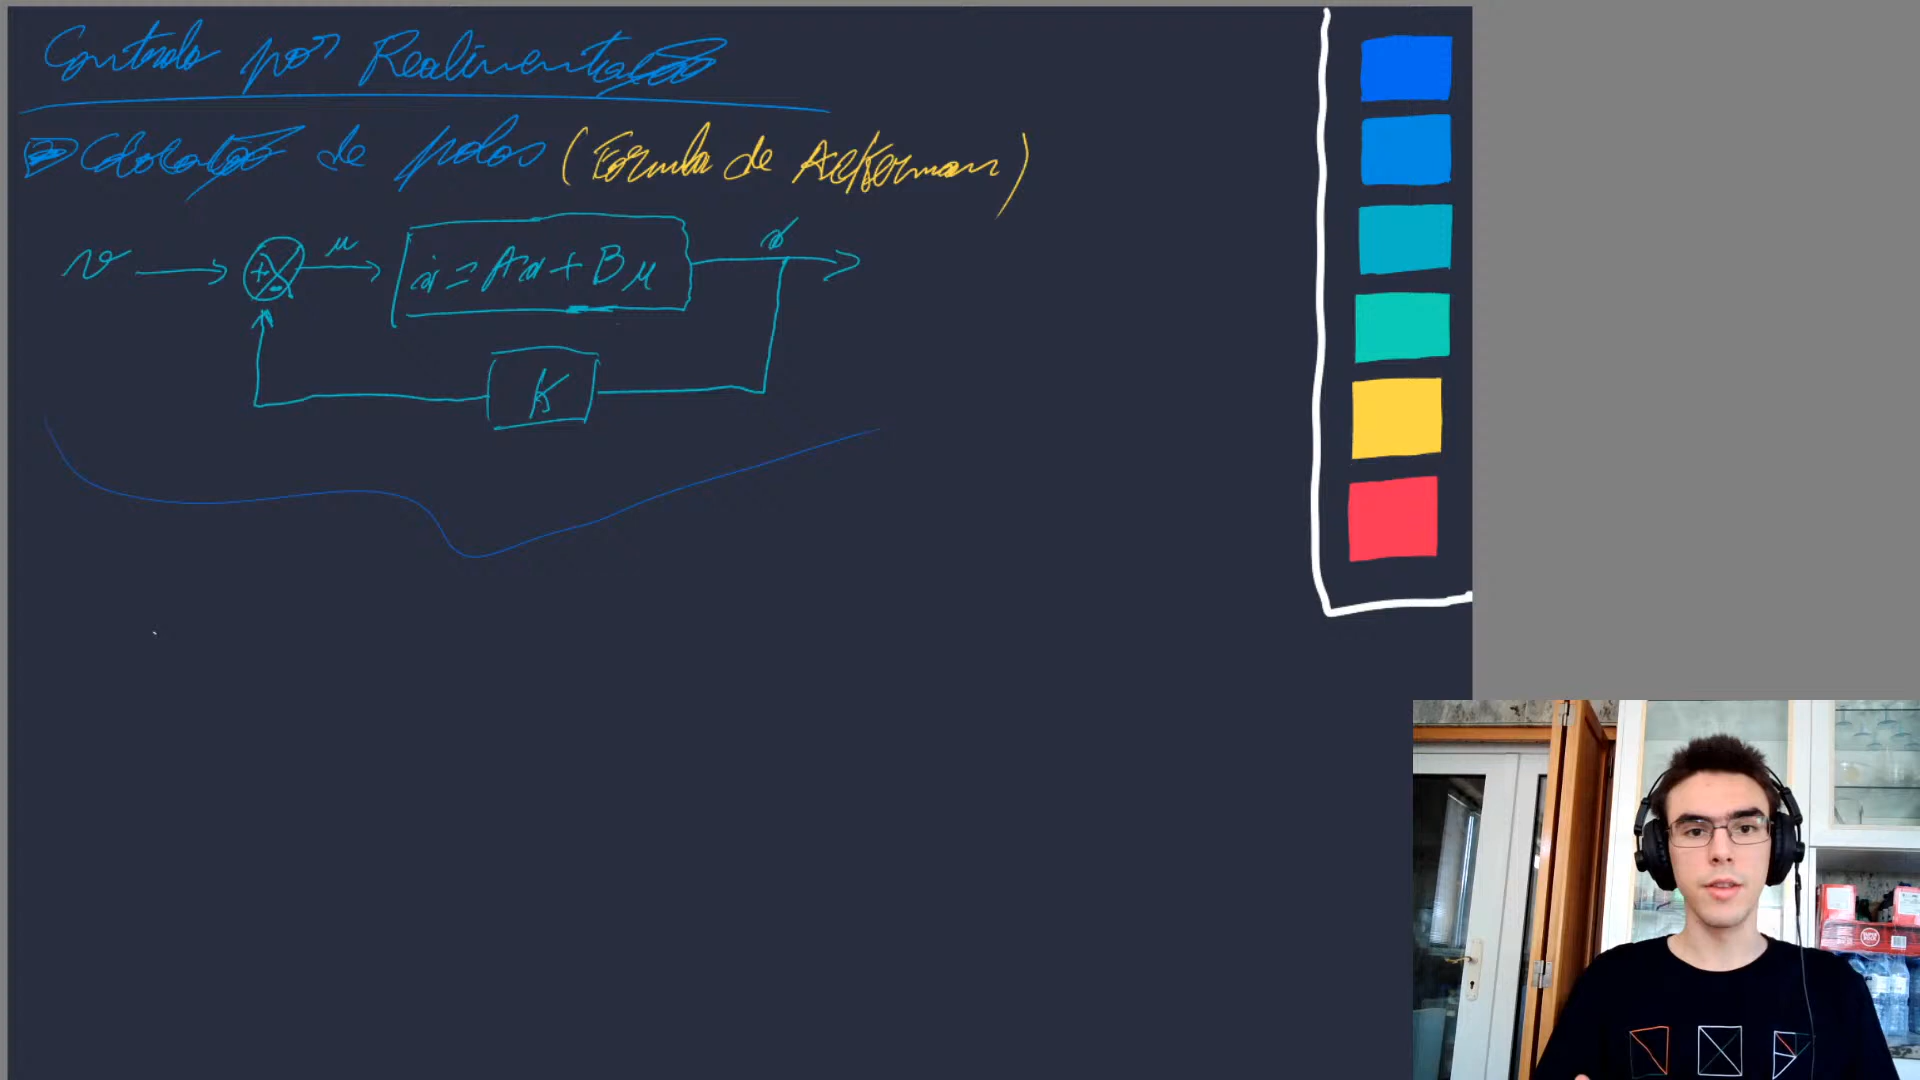 Controlo por Realimentação
Colocação de polos (Fórmula de Ackerman)
v + - u ẋ = Ax + Bu x
K